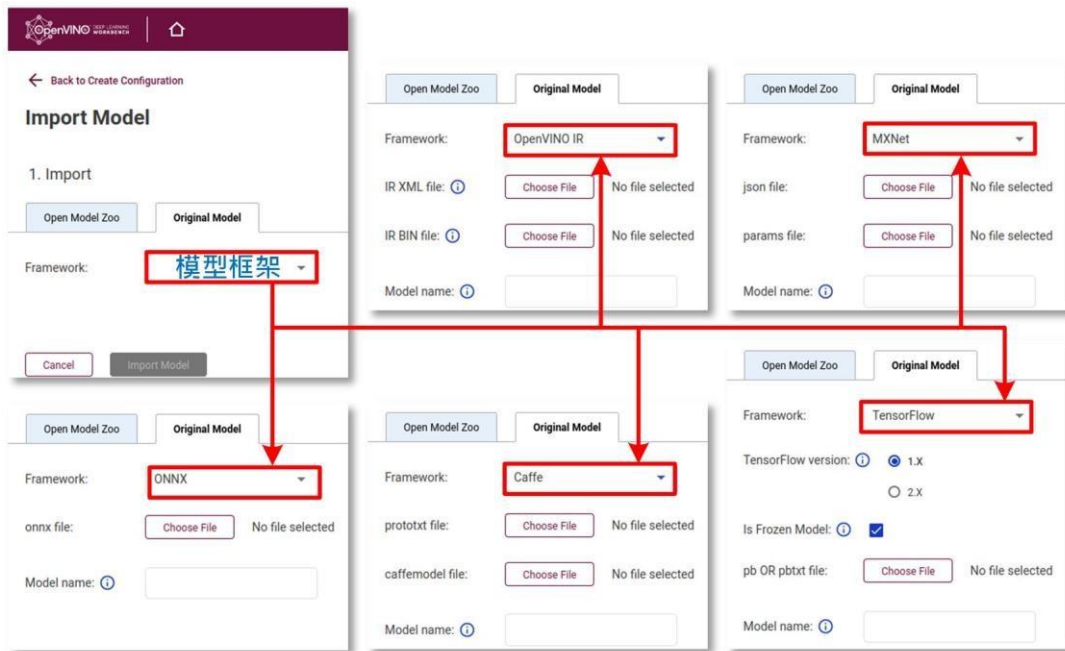 OpenVINO DEEP LEARNING WORKBENCH
Back to Create Configuration
Import Model
1. Import
Open Model Zoo Original Model
Framework: 模型框架
Cancel Import Model
Open Model Zoo Original Model
Framework: OpenVINO IR
IR XML file: Choose File No file selected
IR BIN file: Choose File No file selected
Model name:
Open Model Zoo Original Model
Framework: MXNet
json file: Choose File No file selected
params file: Choose File No file selected
Model name:
Open Model Zoo Original Model
Framework: ONNX
onnx file: Choose File No file selected
Model name:
Open Model Zoo Original Model
Framework: Caffe
prototxt file: Choose File No file selected
caffemodel file: Choose File No file selected
Model name:
Open Model Zoo Original Model
Framework: TensorFlow
TensorFlow version: 1.X
2.X
Is Frozen Model:
pb OR pbtxt file: Choose File No file selected
Model name: